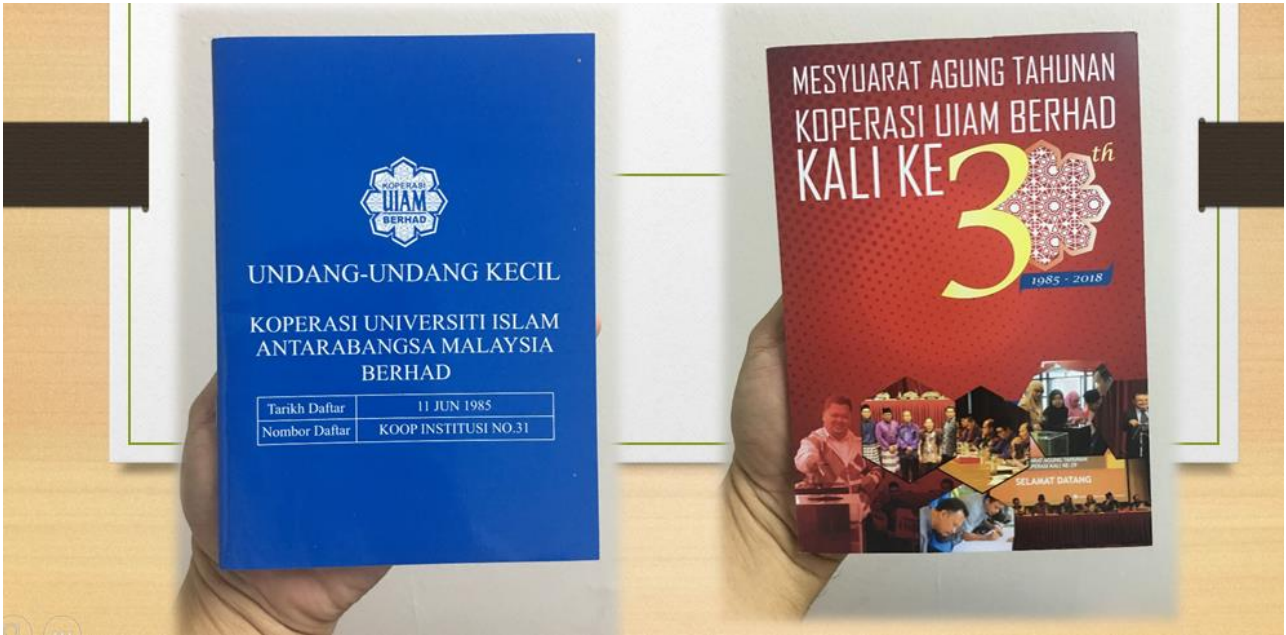 KOPERASI
UIAM
BERHAD
UNDANG-UNDANG KECIL
KOPERASI UNIVERSITI ISLAM
ANTARABANGSA MALAYSIA
BERHAD
Tarikh Daftar 11 JUN 1985
Nombor Daftar KOOP INSTITUSI NO.31
MESYUARAT AGUNG TAHUNAN
KOPERASI UIAM BERHAD
KALI KE 30th
1985 - 2018
SELAMAT DATANG